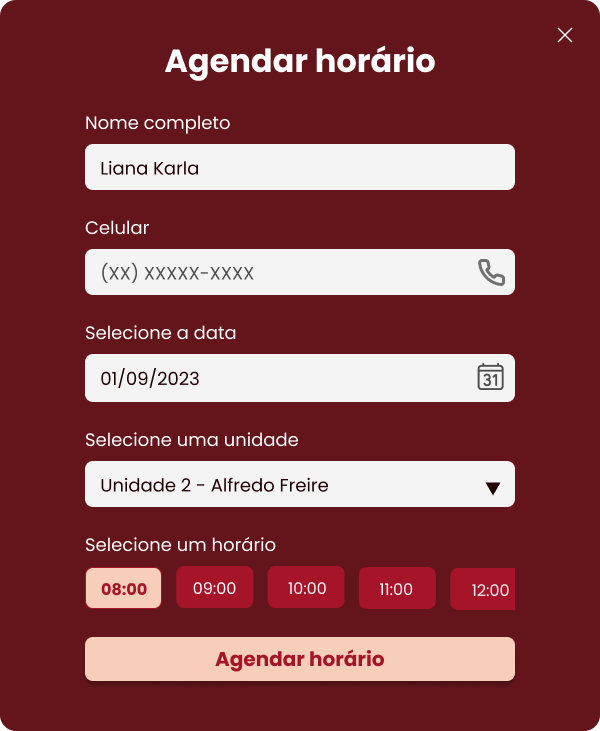 Agendar horário
Nome completo
Liana Karla
Celular
(XX) XXXXX-XXXX
Selecione a data
01/09/2023
31
Selecione uma unidade
Unidade 2 - Alfredo Freire
Selecione um horário
08:00 09:00 10:00 11:00 12:00
Agendar horário